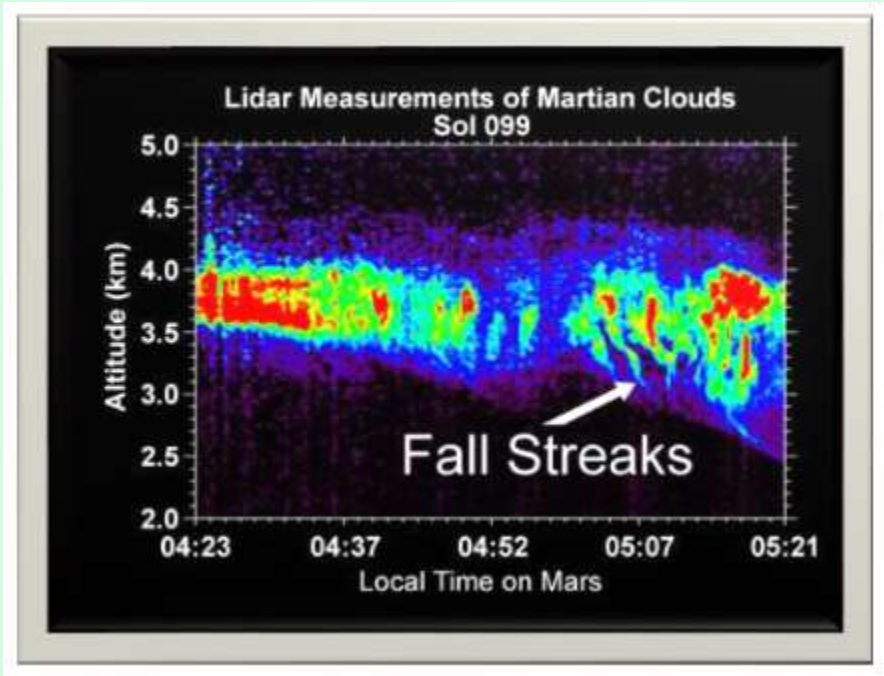 Lidar Measurements of Martian Clouds
Sol 099
5.0
4.5
4.0
3.5
3.0
2.5
2.0
Altitude (km)
Fall Streaks
04:23 04:37 04:52 05:07 05:21
Local Time on Mars